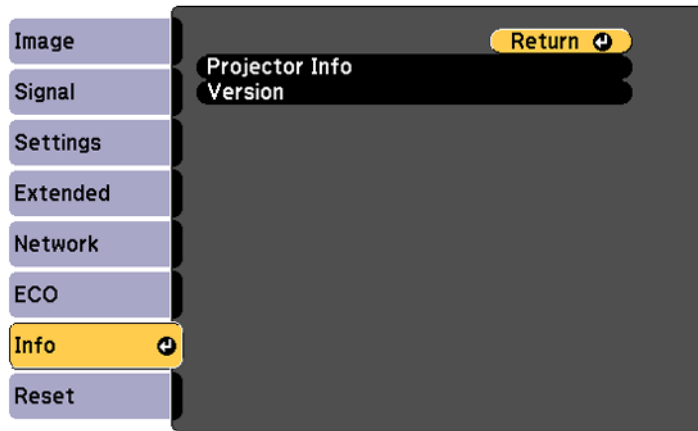 Image
Signal
Settings
Extended
Network
ECO
Info
Reset
Return
Projector Info
Version